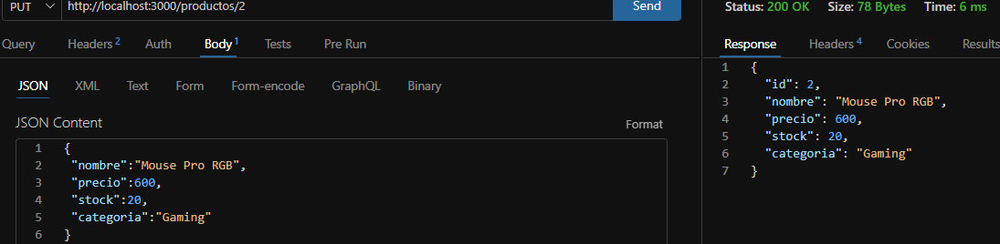 PUT http://localhost:3000/productos/2 Send
Query Headers 2 Auth Body 1 Tests Pre Run
JSON XML Text Form Form-encode GraphQL Binary
JSON Content Format
1 {
2 "nombre":"Mouse Pro RGB",
3 "precio":600,
4 "stock":20,
5 "categoria":"Gaming"
6 }
Status: 200 OK Size: 78 Bytes Time: 6 ms
Response Headers 4 Cookies Results
1 {
2 "id": 2,
3 "nombre": "Mouse Pro RGB",
4 "precio": 600,
5 "stock": 20,
6 "categoria": "Gaming"
7 }